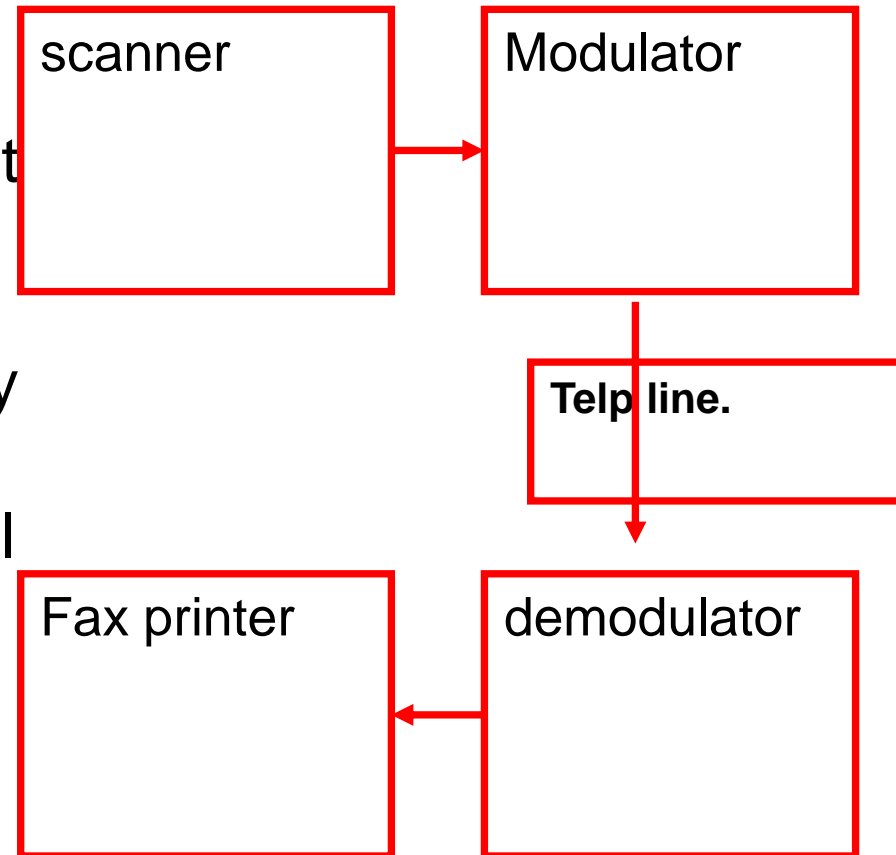 scanner
Modulator
t
y
Telp line.
l
Fax printer
demodulator